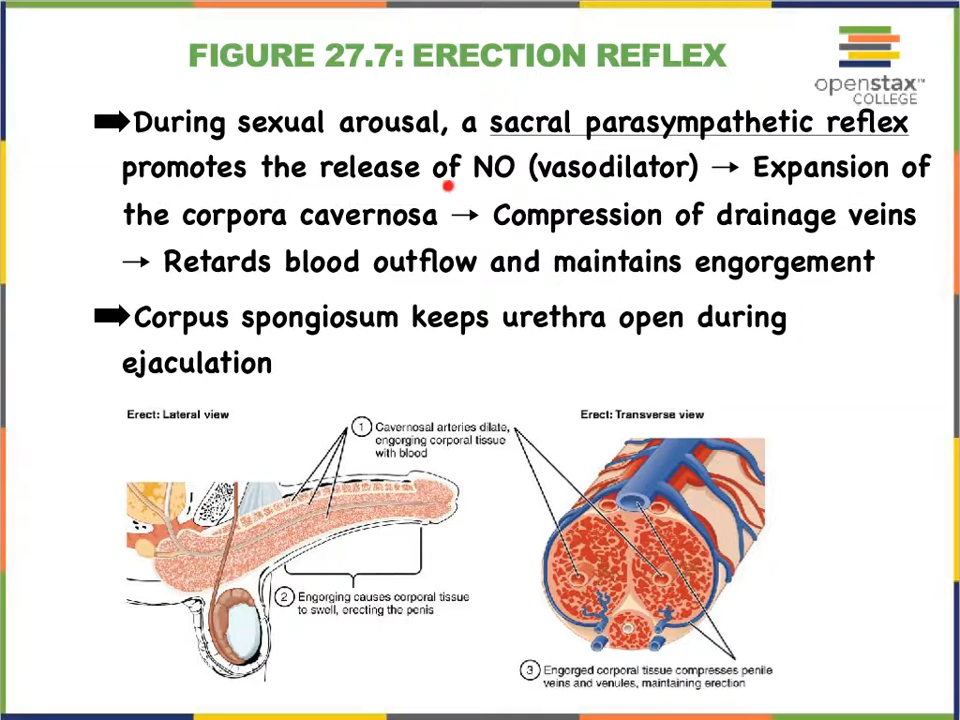 FIGURE 27.7: ERECTION REFLEX
openstax™
COLLEGE
During sexual arousal, a sacral parasympathetic reflex
promotes the release of NO (vasodilator) → Expansion of
the corpora cavernosa → Compression of drainage veins
→ Retards blood outflow and maintains engorgement
Corpus spongiosum keeps urethra open during
ejaculation
Erect: Lateral view
1 Cavernosal arteries dilate,
engorging corporal tissue
with blood
Erect: Transverse view
2 Engorging causes corporal tissue
to swell, erecting the penis
3 Engorged corporal tissue compresses penile
veins and venules, maintaining erection